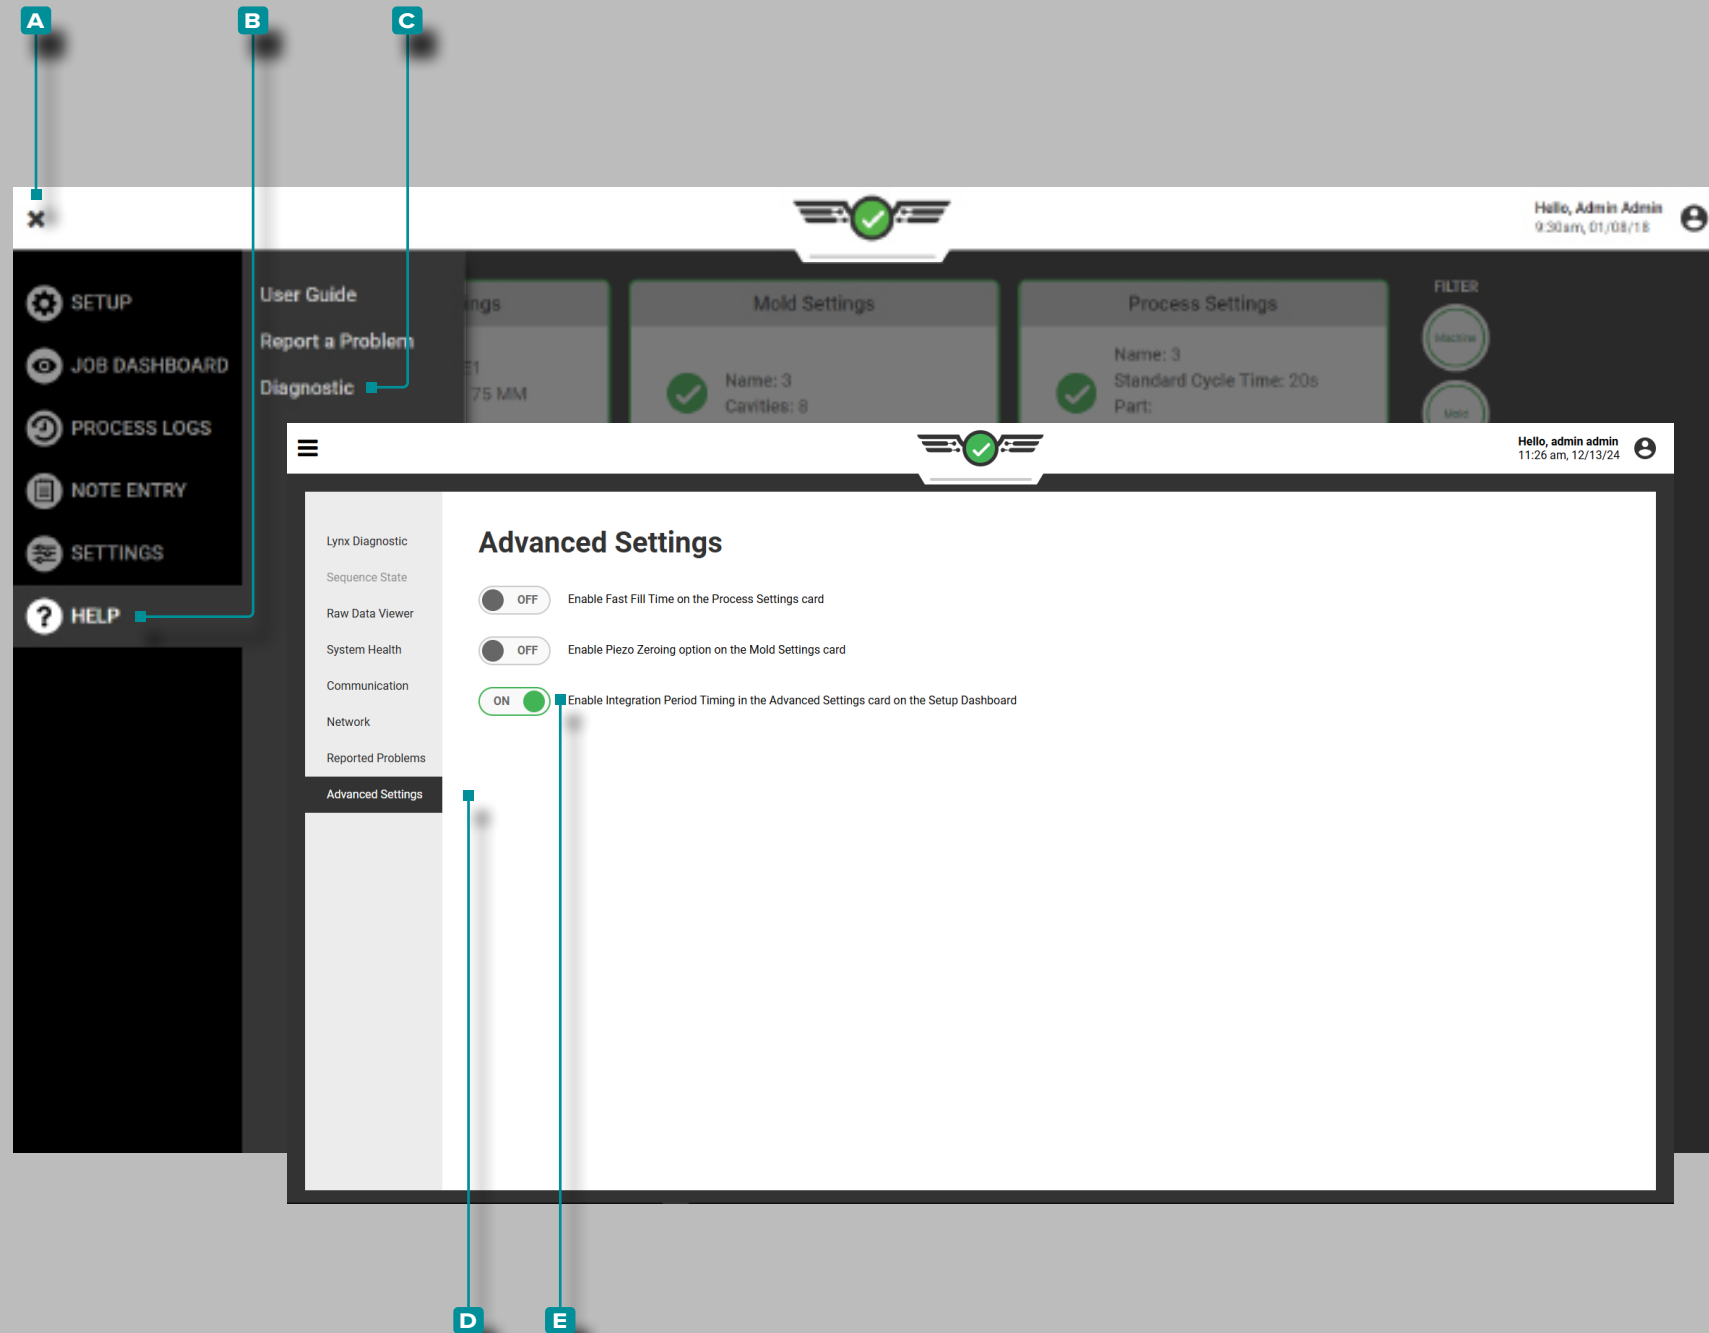 A
B
C
Hello, Admin Admin
9:30am, 01/08/18
SETUP
JOB DASHBOARD
PROCESS LOGS
NOTE ENTRY
SETTINGS
HELP
User Guide
Report a Problem
Diagnostic
ngs
E1
75 MM
Mold Settings
Name: 3
Cavities: 8
Process Settings
Name: 3
Standard Cycle Time: 20s
Part:
FILTER
Machine
Mold
Hello, admin admin
11:26 am, 12/13/24
Lynx Diagnostic
Sequence State
Raw Data Viewer
System Health
Communication
Network
Reported Problems
Advanced Settings
Advanced Settings
OFF Enable Fast Fill Time on the Process Settings card
OFF Enable Piezo Zeroing option on the Mold Settings card
ON Enable Integration Period Timing in the Advanced Settings card on the Setup Dashboard
D
E